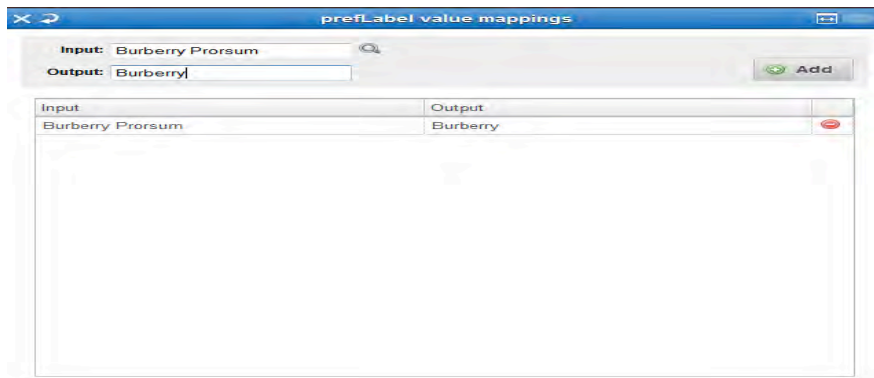 prefLabel value mappings
Input: Burberry Prorsum
Output: Burberry
Add
Input Output
Burberry Prorsum Burberry